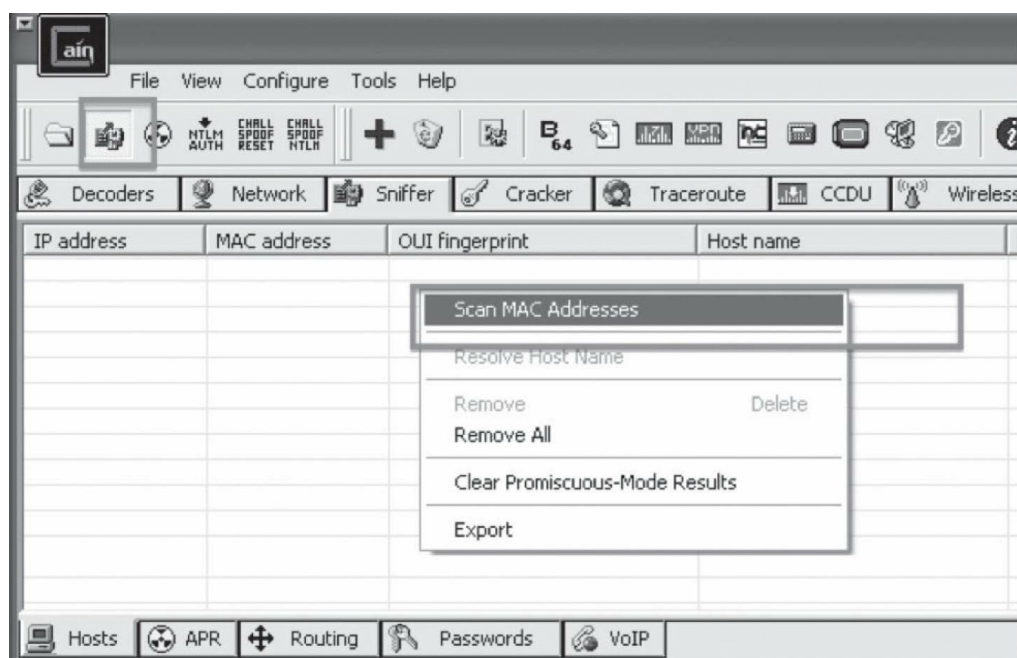 Cain
File View Configure Tools Help
NTLM AUTH CHALL SPOOF RESET CHALL SPOOF NTLM B64
Decoders Network Sniffer Cracker Traceroute CCDU Wireless
IP address MAC address OUI fingerprint Host name
Scan MAC Addresses
Resolve Host Name
Remove Delete
Remove All
Clear Promiscuous-Mode Results
Export
Hosts APR Routing Passwords VoIP